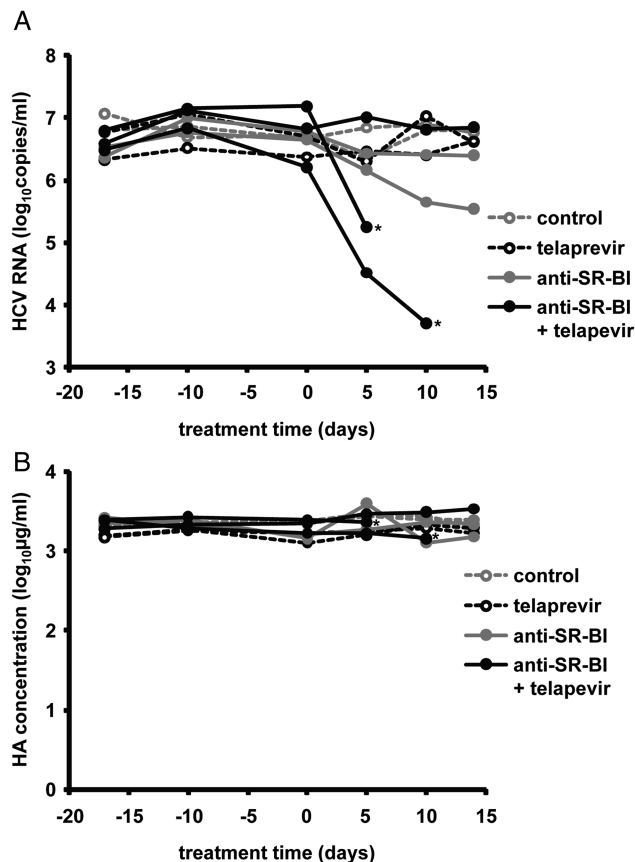 A
HCV RNA (log10copies/ml)
8
7
6
5
4
3
-20 -15 -10 -5 0 5 10 15
treatment time (days)
*
*
control
telaprevir
anti-SR-BI
anti-SR-BI
+ telapevir
B
HA concentration (log10µg/ml)
4
3
2
1
0
-20 -15 -10 -5 0 5 10 15
treatment time (days)
*
*
control
telaprevir
anti-SR-BI
anti-SR-BI
+ telapevir